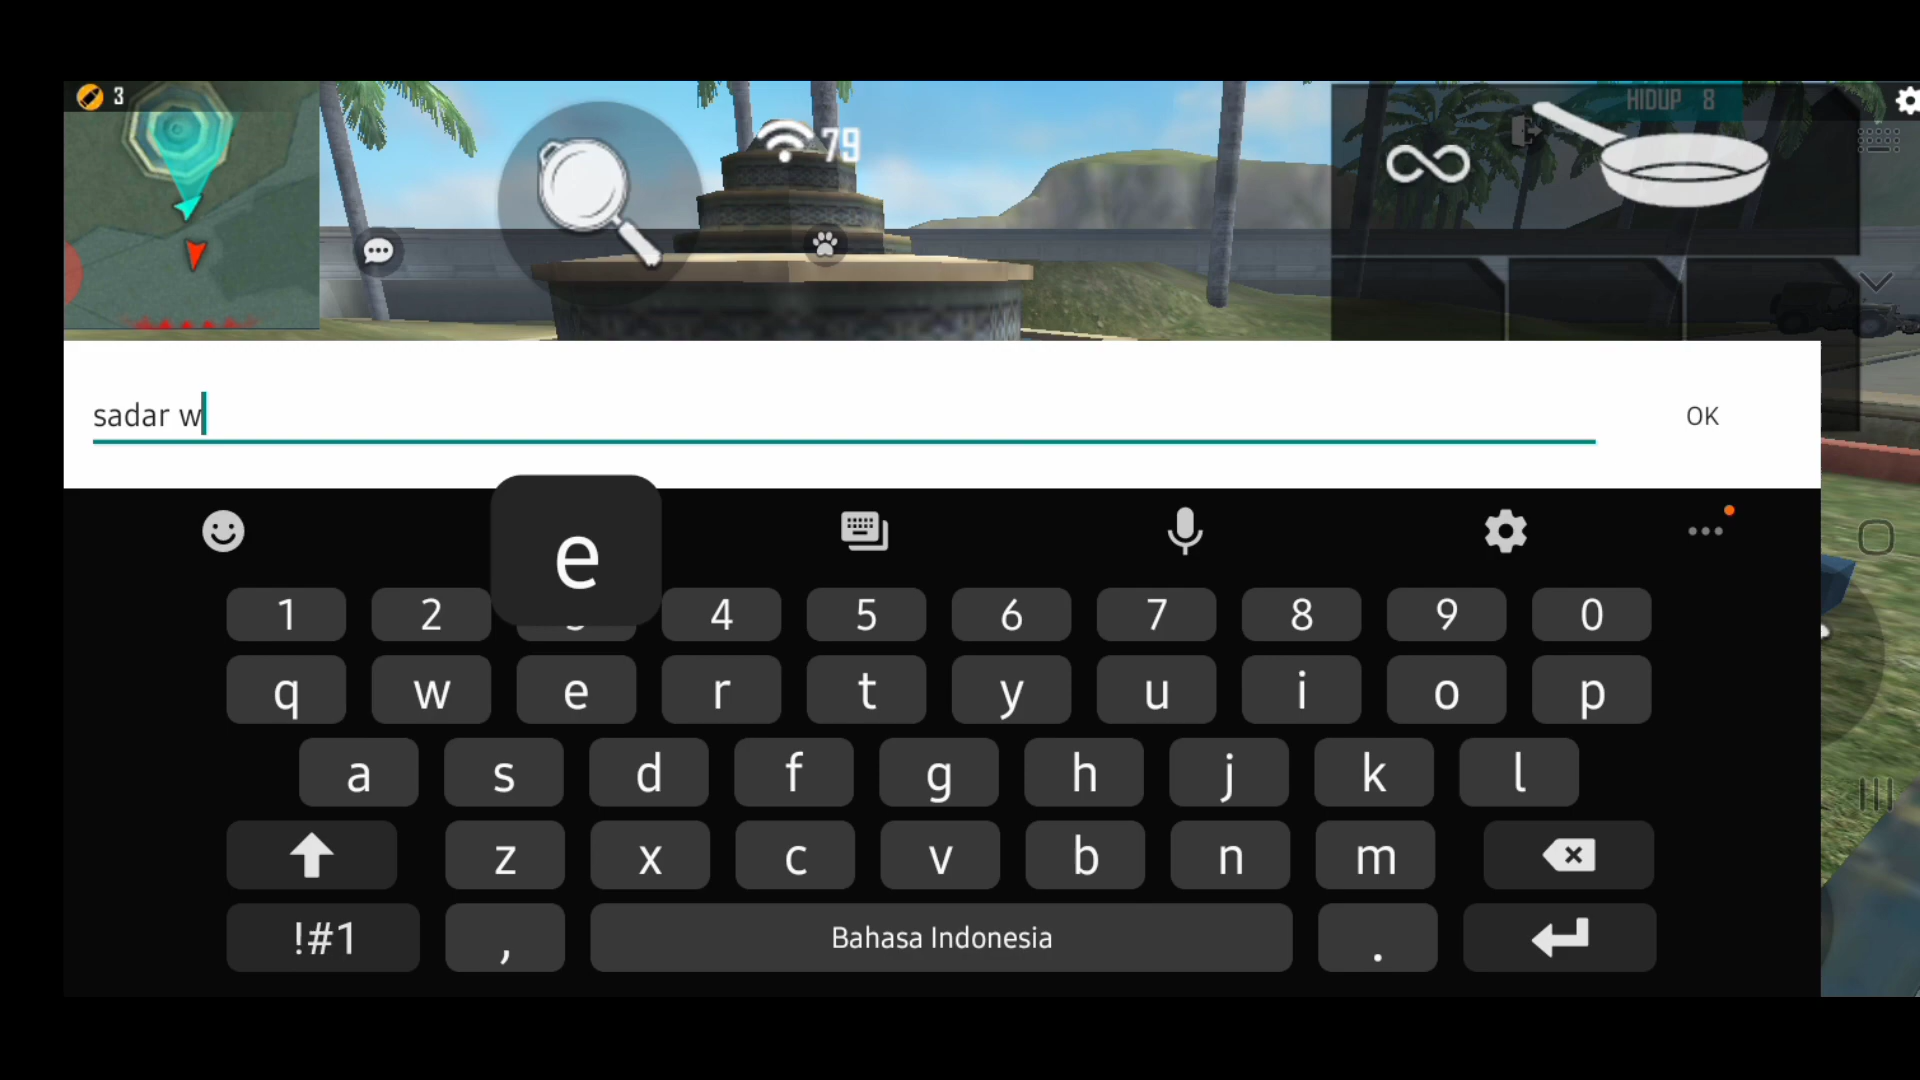 3
79
HIDUP 8
sadar w
OK
e
1 2 4 5 6 7 8 9 0
q w e r t y u i o p
a s d f g h j k l
z x c v b n m
!#1 , Bahasa Indonesia .